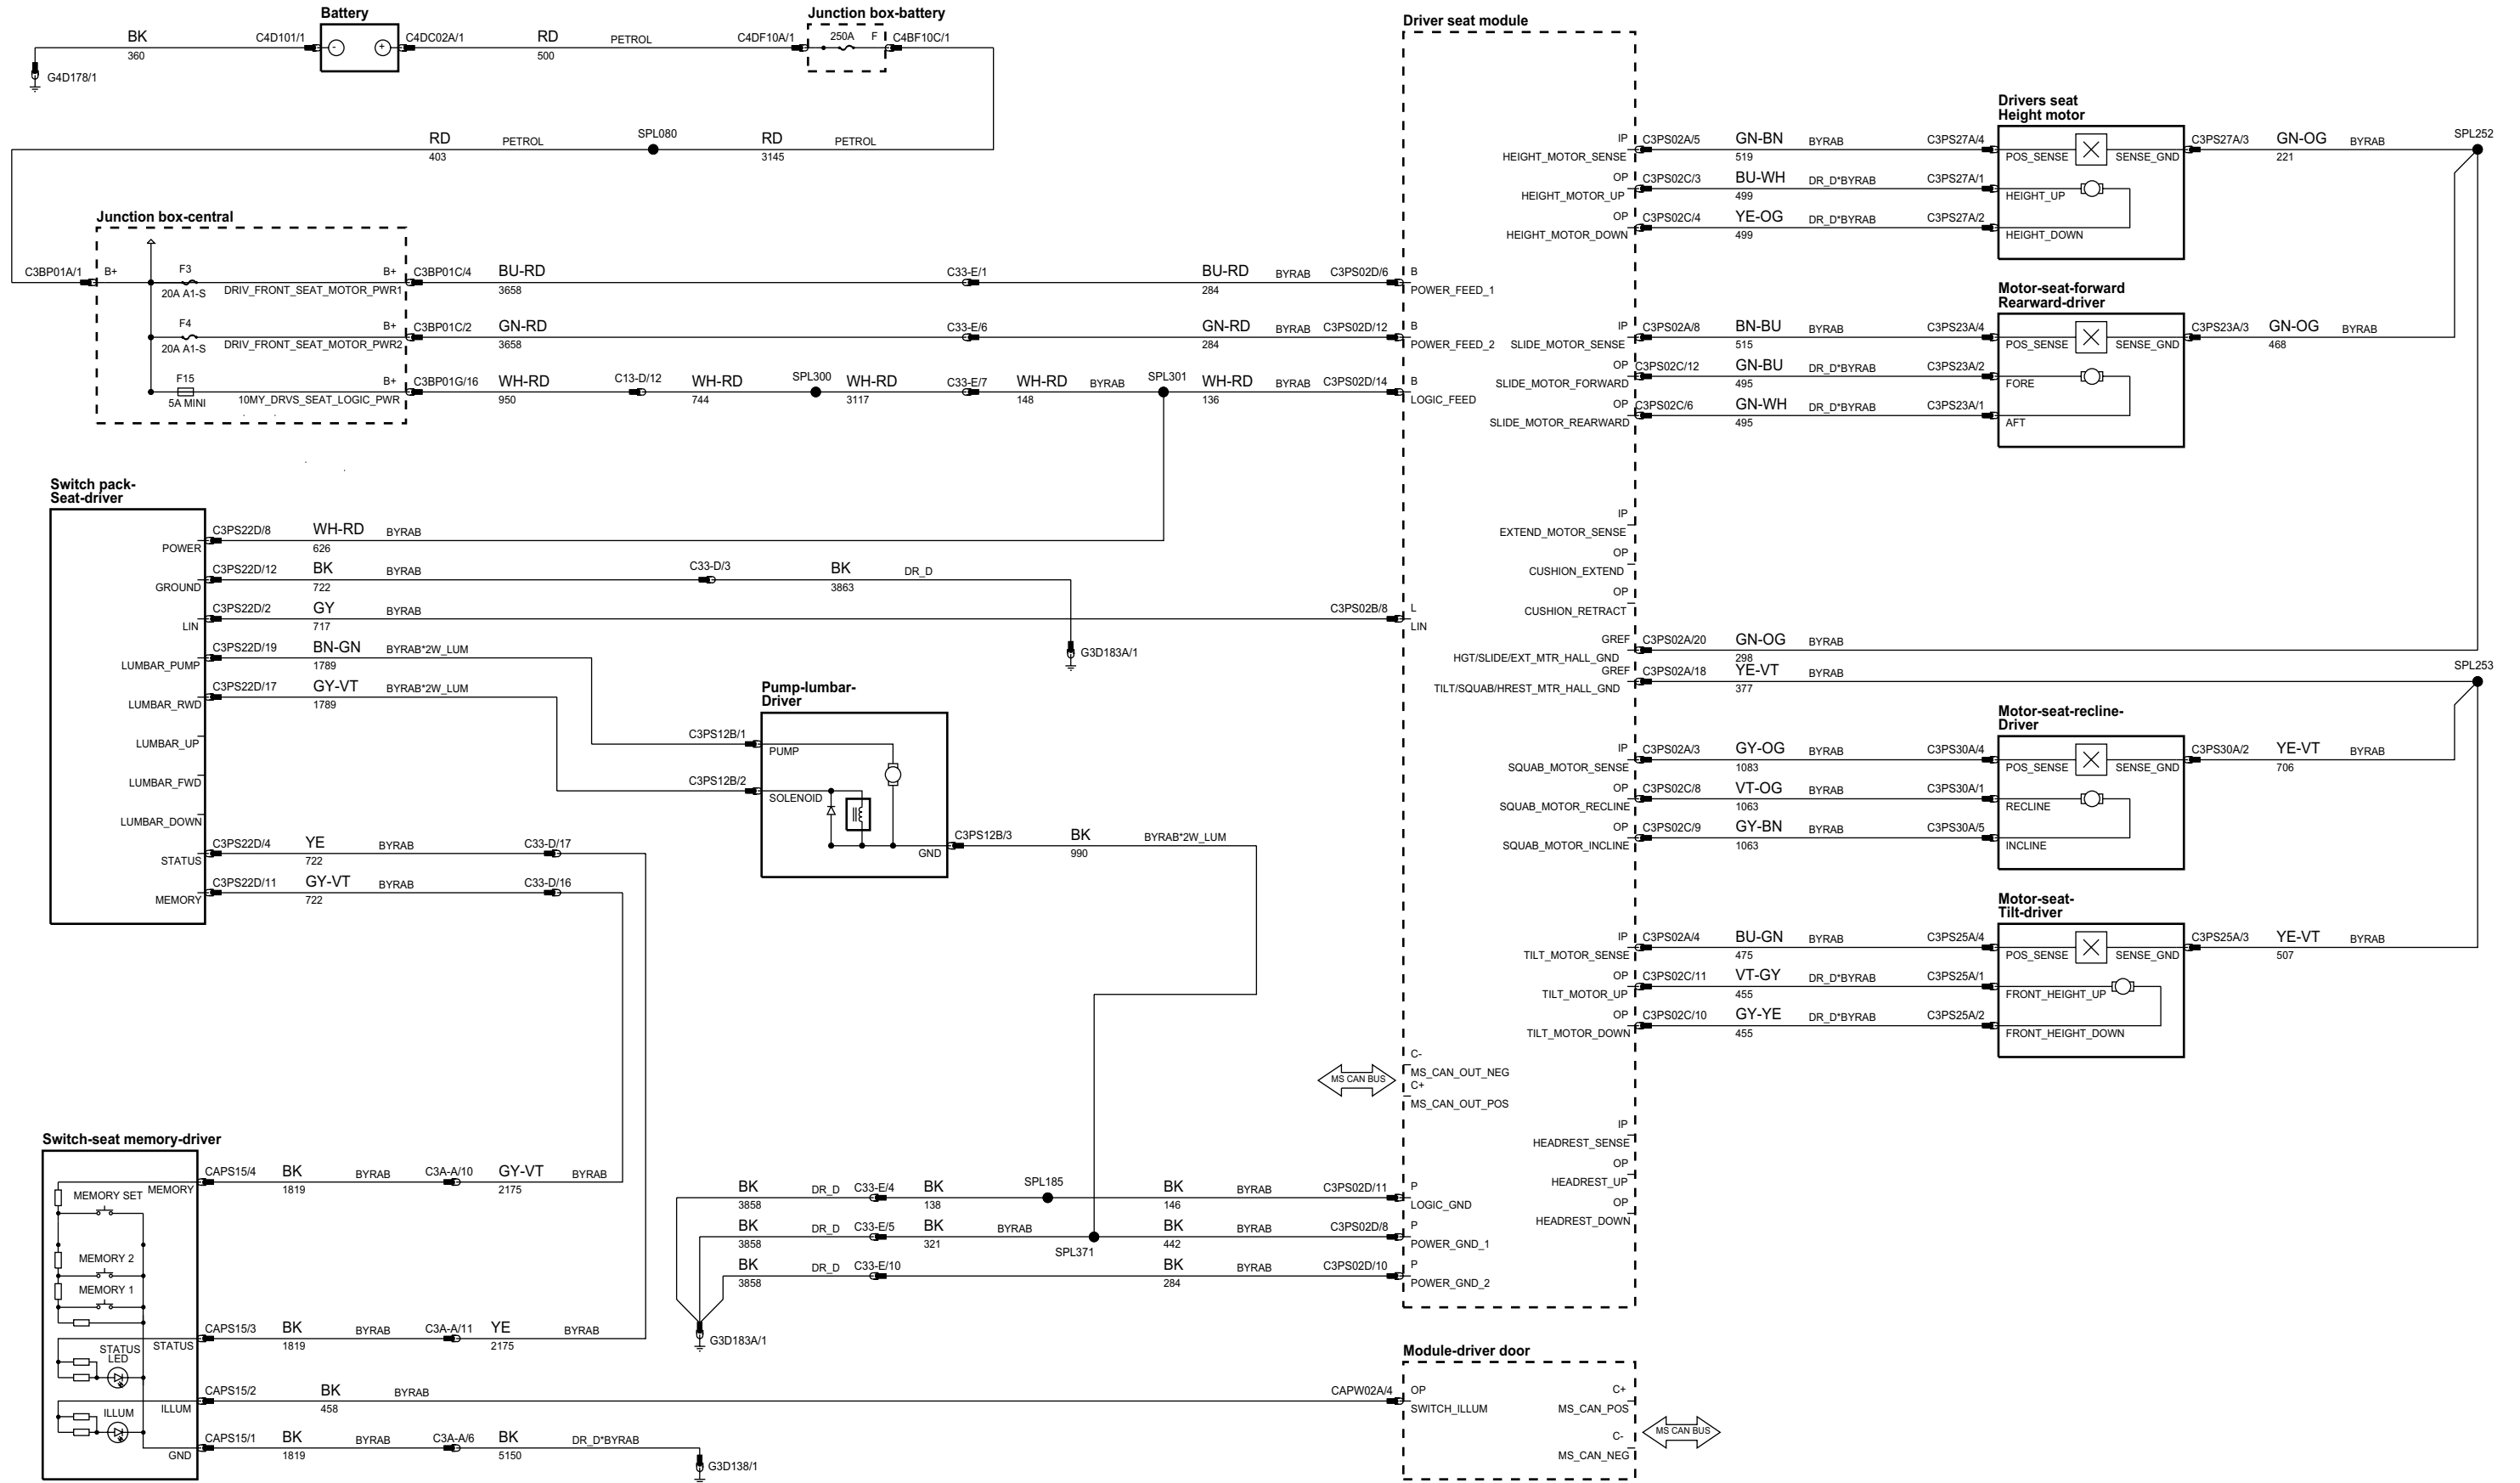 Battery
Junction box-battery
BK
360
C4D101/1
-
+
C4DC02A/1
RD
500
PETROL
C4DF10A/1
250A
F
C4BF10C/1
G4D178/1
RD
403
PETROL
SPL080
RD
3145
PETROL
Junction box-central
C3BP01A/1
B+
F3
20A A1-S
B+
DRIV_FRONT_SEAT_MOTOR_PWR1
C3BP01C/4
BU-RD
3658
C33-E/1
BU-RD
284
BYRAB
C3PS02D/6
F4
20A A1-S
B+
DRIV_FRONT_SEAT_MOTOR_PWR2
C3BP01C/2
GN-RD
3658
C33-E/6
GN-RD
284
BYRAB
C3PS02D/12
F15
5A MINI
B+
10MY_DRVS_SEAT_LOGIC_PWR
C3BP01G/16
WH-RD
950
C13-D/12
WH-RD
744
SPL300
WH-RD
3117
C33-E/7
WH-RD
148
BYRAB
SPL301
WH-RD
136
BYRAB
C3PS02D/14
Switch pack-
Seat-driver
POWER
C3PS22D/8
WH-RD
626
BYRAB
GROUND
C3PS22D/12
BK
722
BYRAB
C33-D/3
BK
3863
DR_D
G3D183A/1
LIN
C3PS22D/2
GY
717
BYRAB
C3PS02B/8
LUMBAR_PUMP
C3PS22D/19
BN-GN
1789
BYRAB*2W_LUM
LUMBAR_RWD
C3PS22D/17
GY-VT
1789
BYRAB*2W_LUM
LUMBAR_UP
LUMBAR_FWD
LUMBAR_DOWN
STATUS
C3PS22D/4
YE
722
BYRAB
C33-D/17
MEMORY
C3PS22D/11
GY-VT
722
BYRAB
C33-D/16
Pump-lumbar-
Driver
C3PS12B/1
PUMP
C3PS12B/2
SOLENOID
GND
C3PS12B/3
BK
990
BYRAB*2W_LUM
Switch-seat memory-driver
MEMORY SET
MEMORY
CAPS15/4
BK
1819
BYRAB
C3A-A/10
GY-VT
2175
BYRAB
MEMORY 2
MEMORY 1
STATUS
CAPS15/3
BK
1819
BYRAB
C3A-A/11
YE
2175
BYRAB
STATUS
LED
ILLUM
CAPS15/2
BK
458
BYRAB
CAPW02A/4
ILLUM
GND
CAPS15/1
BK
1819
BYRAB
C3A-A/6
BK
5150
DR_D*BYRAB
G3D138/1
BK
3858
DR_D
C33-E/4
BK
138
SPL185
BK
146
BYRAB
C3PS02D/11
BK
3858
DR_D
C33-E/5
BK
321
BYRAB
SPL371
BK
442
BYRAB
C3PS02D/8
BK
3858
DR_D
C33-E/10
BK
284
BYRAB
C3PS02D/10
G3D183A/1
Driver seat module
B
POWER_FEED_1
B
POWER_FEED_2
B
LOGIC_FEED
L
LIN
C-
MS_CAN_OUT_NEG
C+
MS_CAN_OUT_POS
MS CAN BUS
P
LOGIC_GND
P
POWER_GND_1
P
POWER_GND_2
IP
HEIGHT_MOTOR_SENSE
C3PS02A/5
GN-BN
519
BYRAB
C3PS27A/4
OP
HEIGHT_MOTOR_UP
C3PS02C/3
BU-WH
499
DR_D*BYRAB
C3PS27A/1
OP
HEIGHT_MOTOR_DOWN
C3PS02C/4
YE-OG
499
DR_D*BYRAB
C3PS27A/2
Drivers seat
Height motor
POS_SENSE
SENSE_GND
HEIGHT_UP
HEIGHT_DOWN
C3PS27A/3
GN-OG
221
BYRAB
SPL252
IP
SLIDE_MOTOR_SENSE
C3PS02A/8
BN-BU
515
BYRAB
C3PS23A/4
OP
SLIDE_MOTOR_FORWARD
C3PS02C/12
GN-BU
495
DR_D*BYRAB
C3PS23A/2
OP
SLIDE_MOTOR_REARWARD
C3PS02C/6
GN-WH
495
DR_D*BYRAB
C3PS23A/1
Motor-seat-forward
Rearward-driver
POS_SENSE
SENSE_GND
FORE
AFT
C3PS23A/3
GN-OG
468
BYRAB
IP
EXTEND_MOTOR_SENSE
OP
CUSHION_EXTEND
OP
CUSHION_RETRACT
GREF
HGT/SLIDE/EXT_MTR_HALL_GND
C3PS02A/20
GN-OG
298
BYRAB
GREF
TILT/SQUAB/HREST_MTR_HALL_GND
C3PS02A/18
YE-VT
377
BYRAB
SPL253
IP
SQUAB_MOTOR_SENSE
C3PS02A/3
GY-OG
1083
BYRAB
C3PS30A/4
OP
SQUAB_MOTOR_RECLINE
C3PS02C/8
VT-OG
1063
BYRAB
C3PS30A/1
OP
SQUAB_MOTOR_INCLINE
C3PS02C/9
GY-BN
1063
BYRAB
C3PS30A/5
Motor-seat-recline-
Driver
POS_SENSE
SENSE_GND
RECLINE
INCLINE
C3PS30A/2
YE-VT
706
BYRAB
IP
TILT_MOTOR_SENSE
C3PS02A/4
BU-GN
475
BYRAB
C3PS25A/4
OP
TILT_MOTOR_UP
C3PS02C/11
VT-GY
455
DR_D*BYRAB
C3PS25A/1
OP
TILT_MOTOR_DOWN
C3PS02C/10
GY-YE
455
DR_D*BYRAB
C3PS25A/2
Motor-seat-
Tilt-driver
POS_SENSE
SENSE_GND
FRONT_HEIGHT_UP
FRONT_HEIGHT_DOWN
C3PS25A/3
YE-VT
507
BYRAB
IP
HEADREST_SENSE
OP
HEADREST_UP
OP
HEADREST_DOWN
Module-driver door
OP
SWITCH_ILLUM
C+
MS_CAN_POS
C-
MS_CAN_NEG
MS CAN BUS